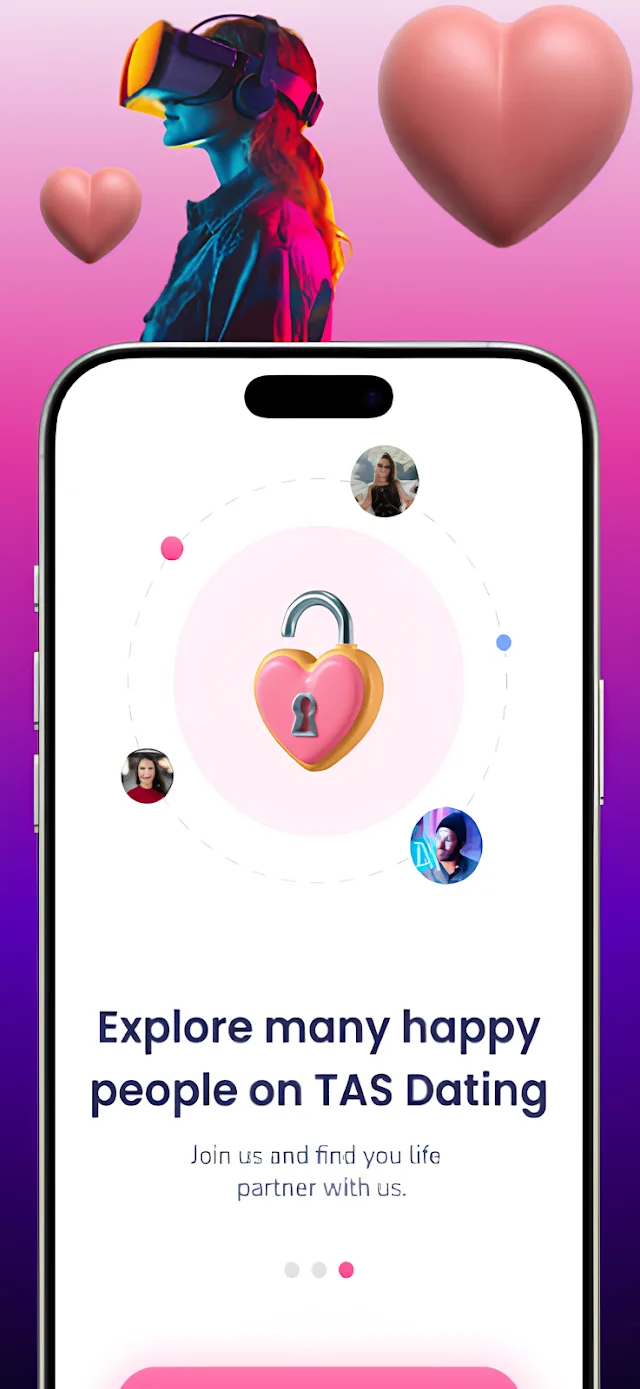 Explore many happy
people on TAS Dating
Join us and find you life
partner with us.